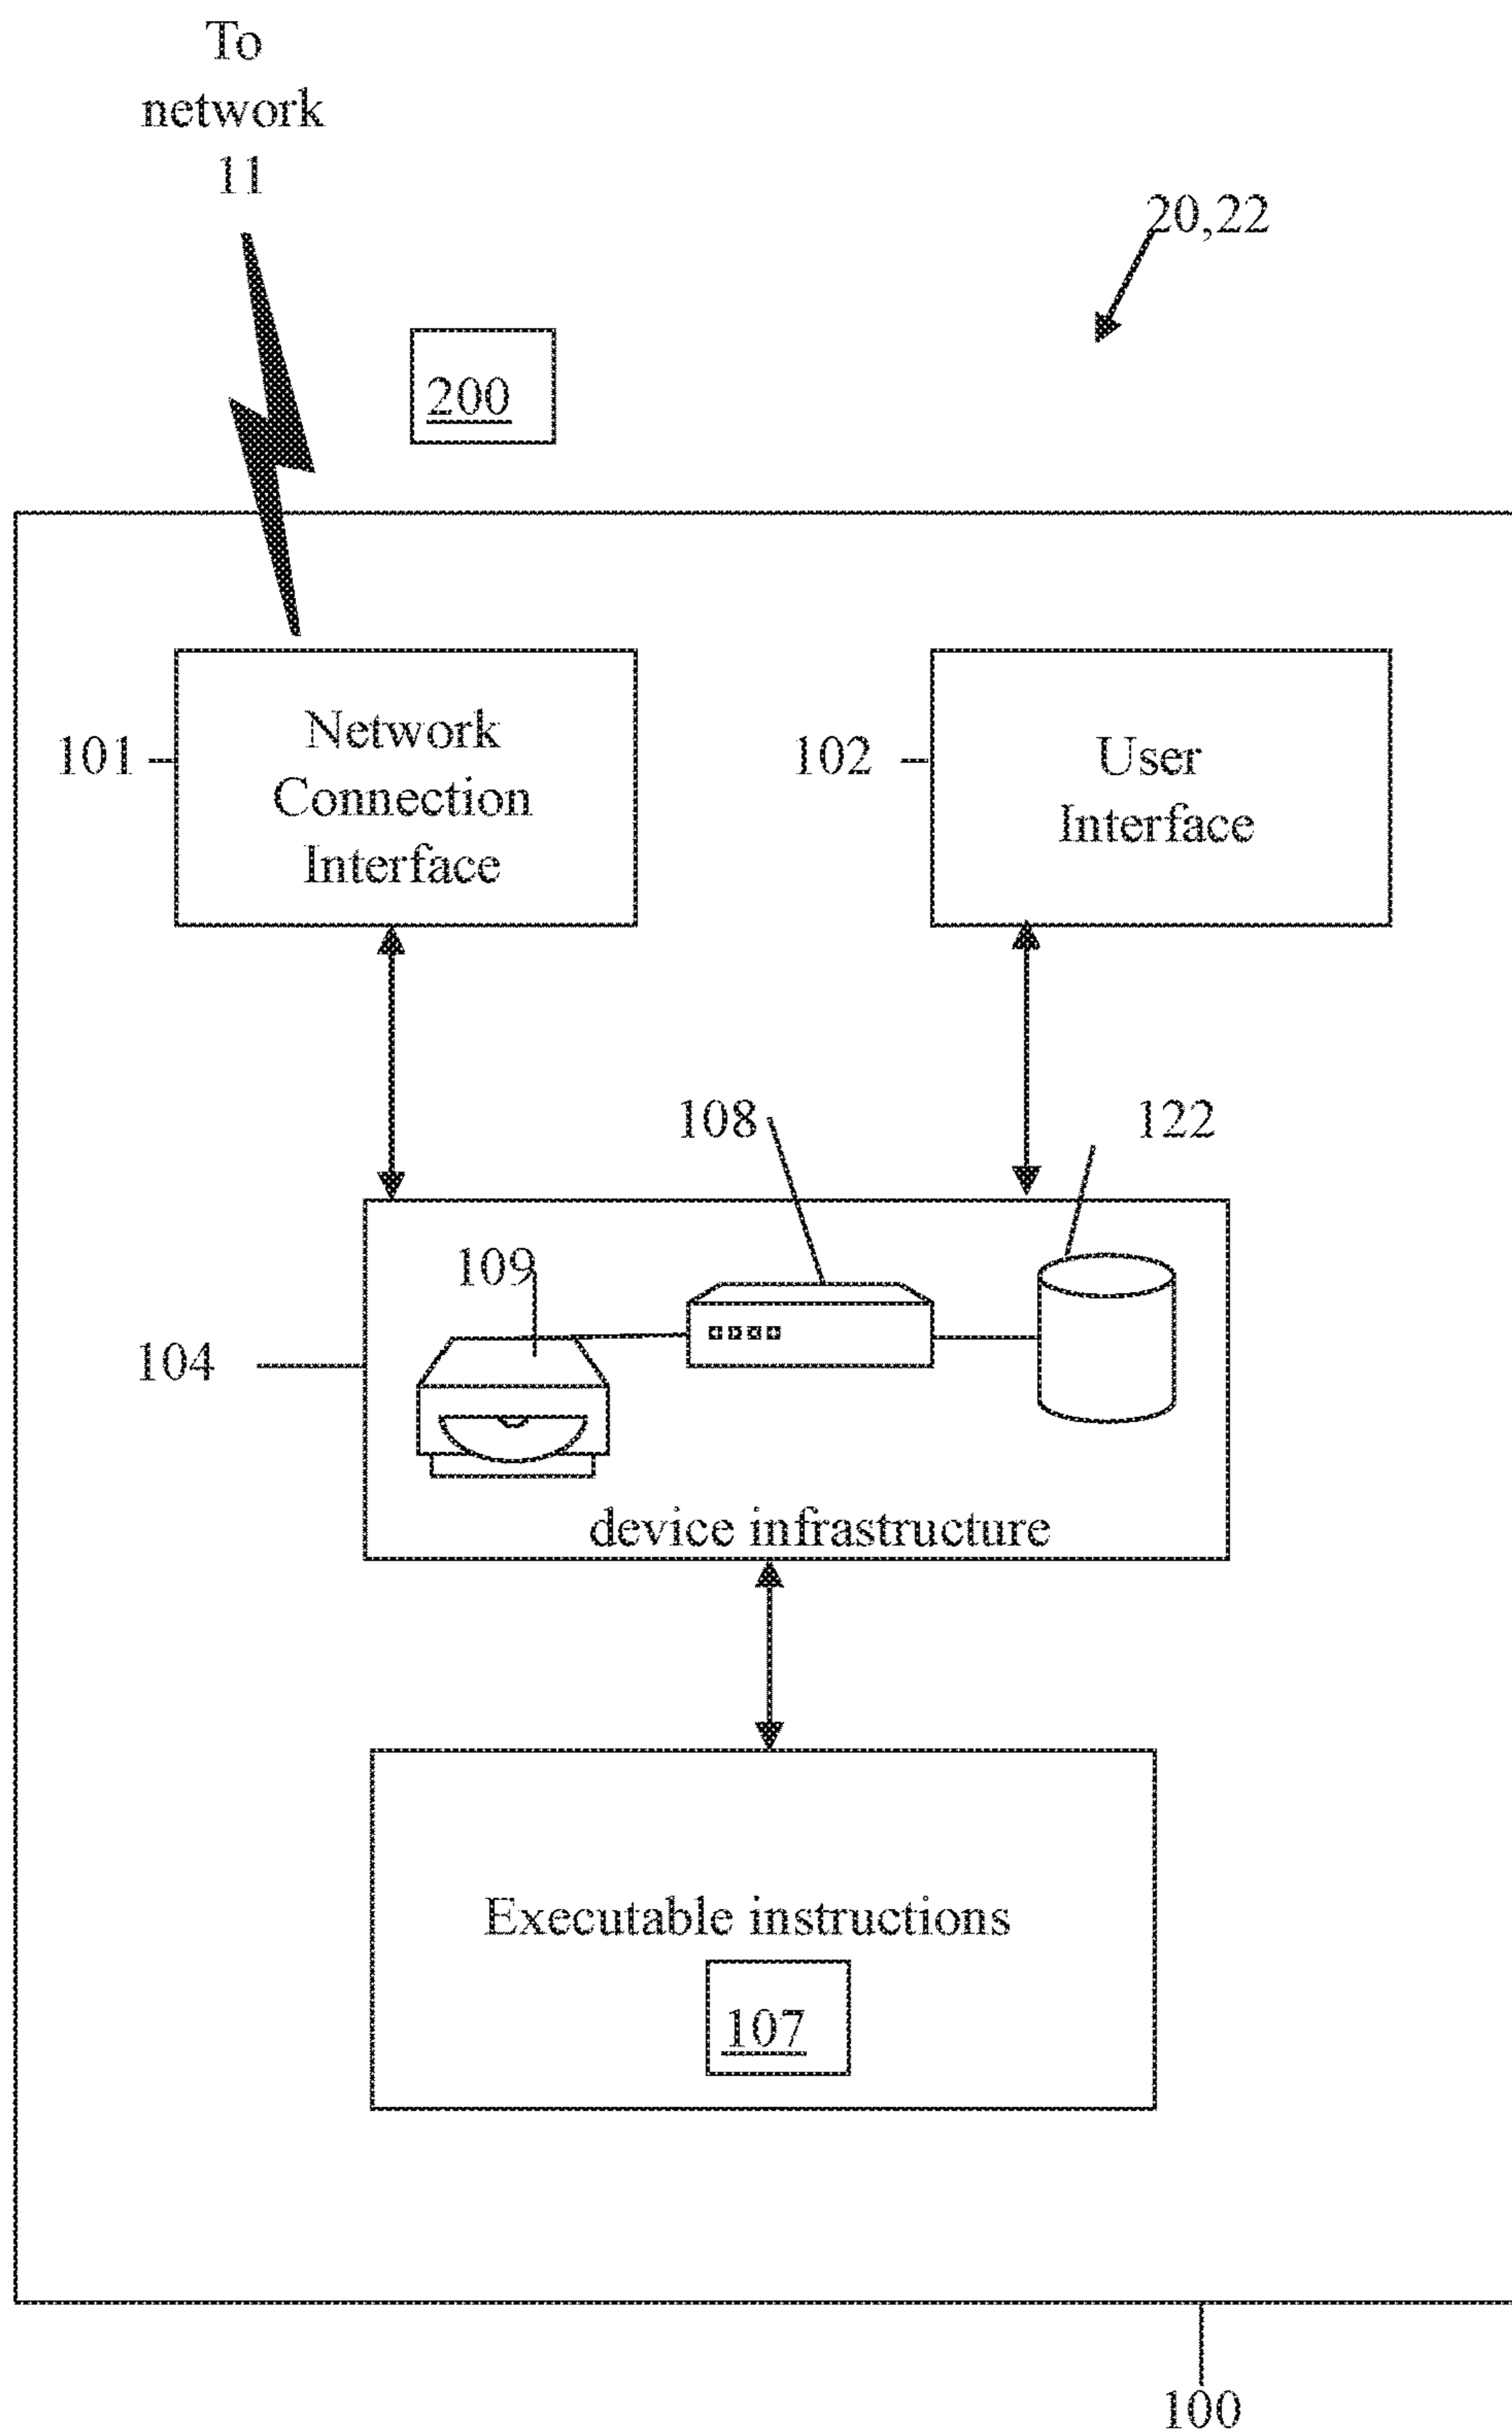 To
network
11
20,22
200
101
Network
Connection
Interface
102
User
Interface
108
122
109
104
device infrastructure
Executable instructions
107
100